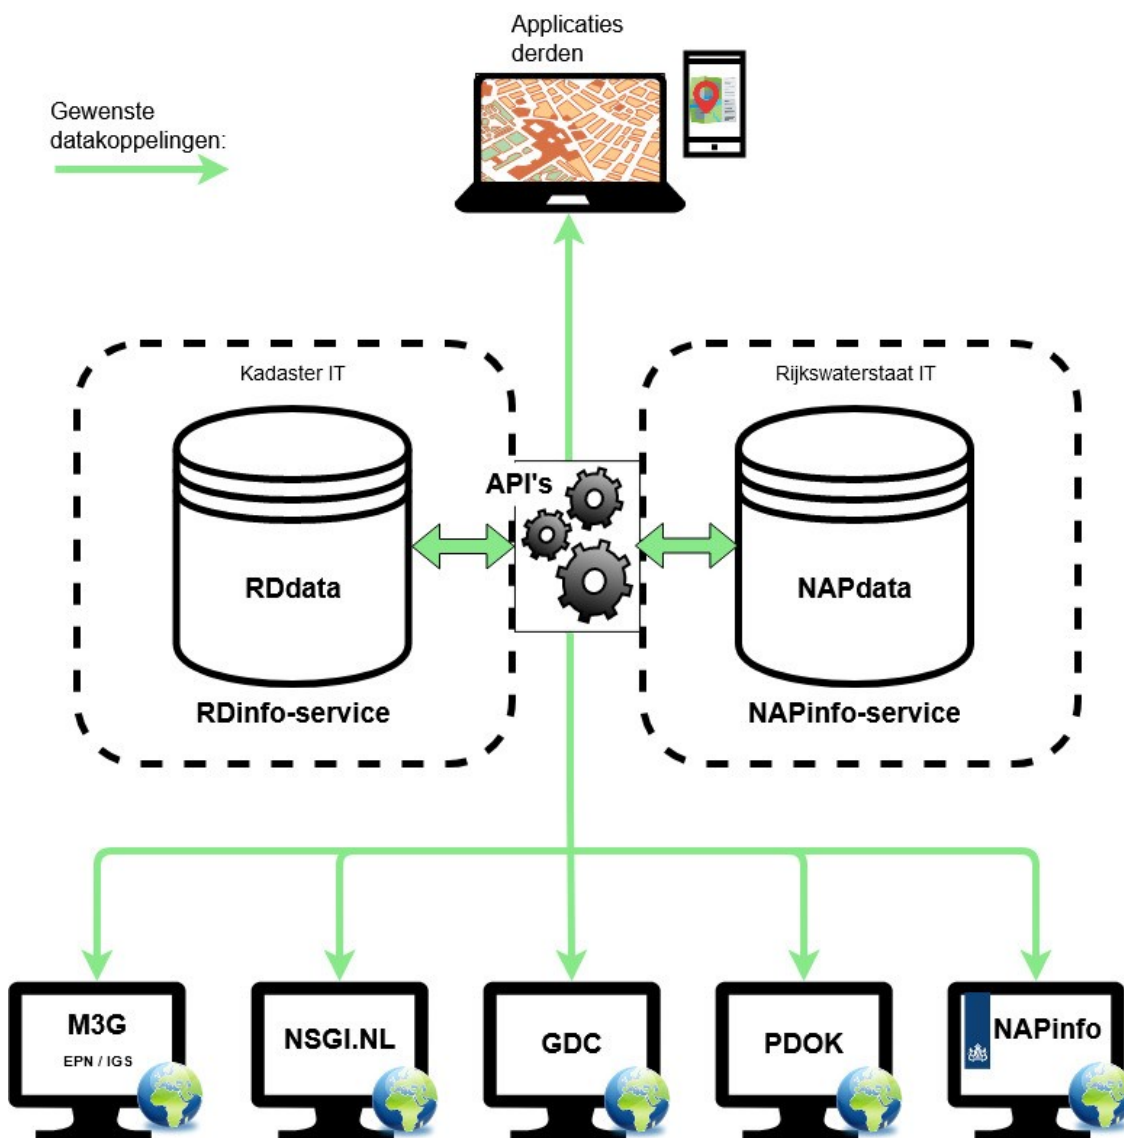 Applicaties
derden
Gewenste
datakoppelingen:
Kadaster IT
Rijkswaterstaat IT
API's
RDdata
NAPdata
RDinfo-service
NAPinfo-service
M3G
EPN / IGS
NSGI.NL
GDC
PDOK
NAPinfo